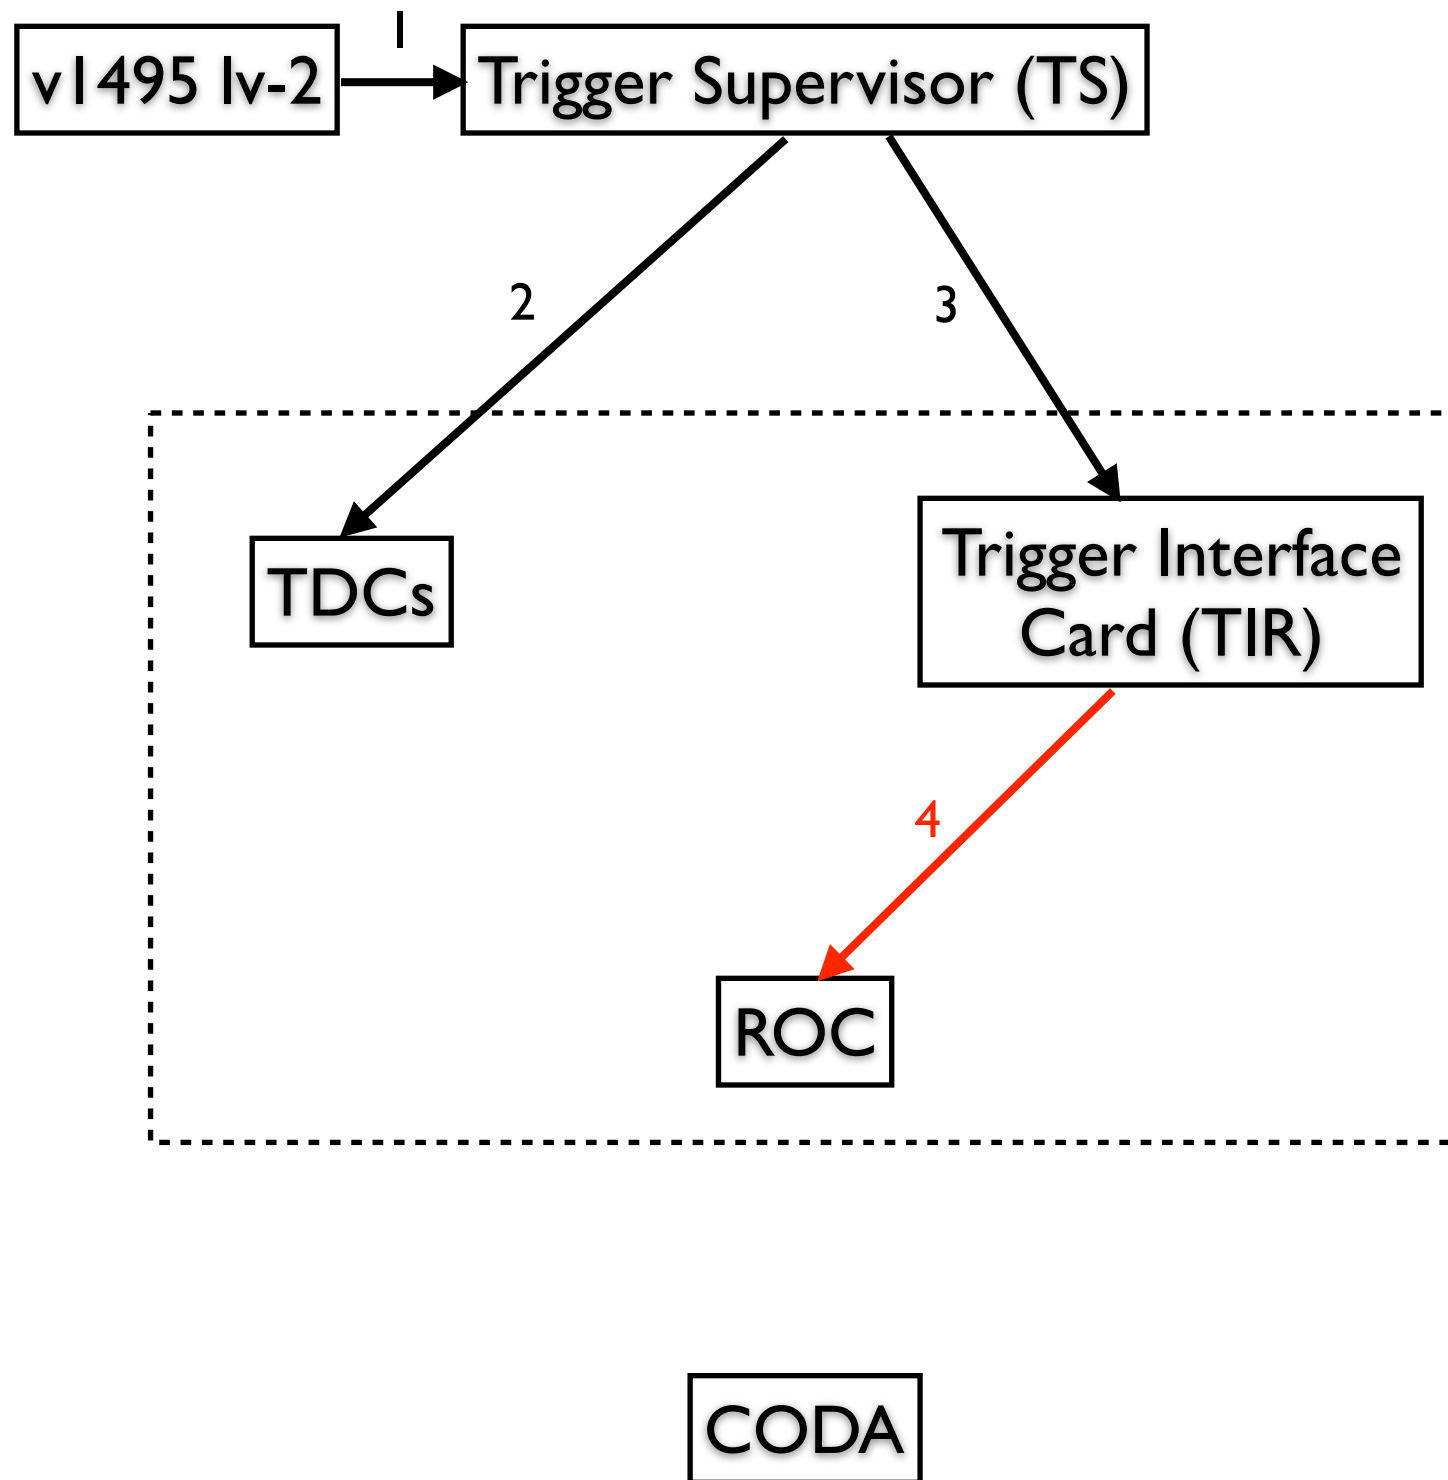 1
v1495 lv-2
Trigger Supervisor (TS)
2
3
TDCs
Trigger Interface
Card (TIR)
4
ROC
CODA